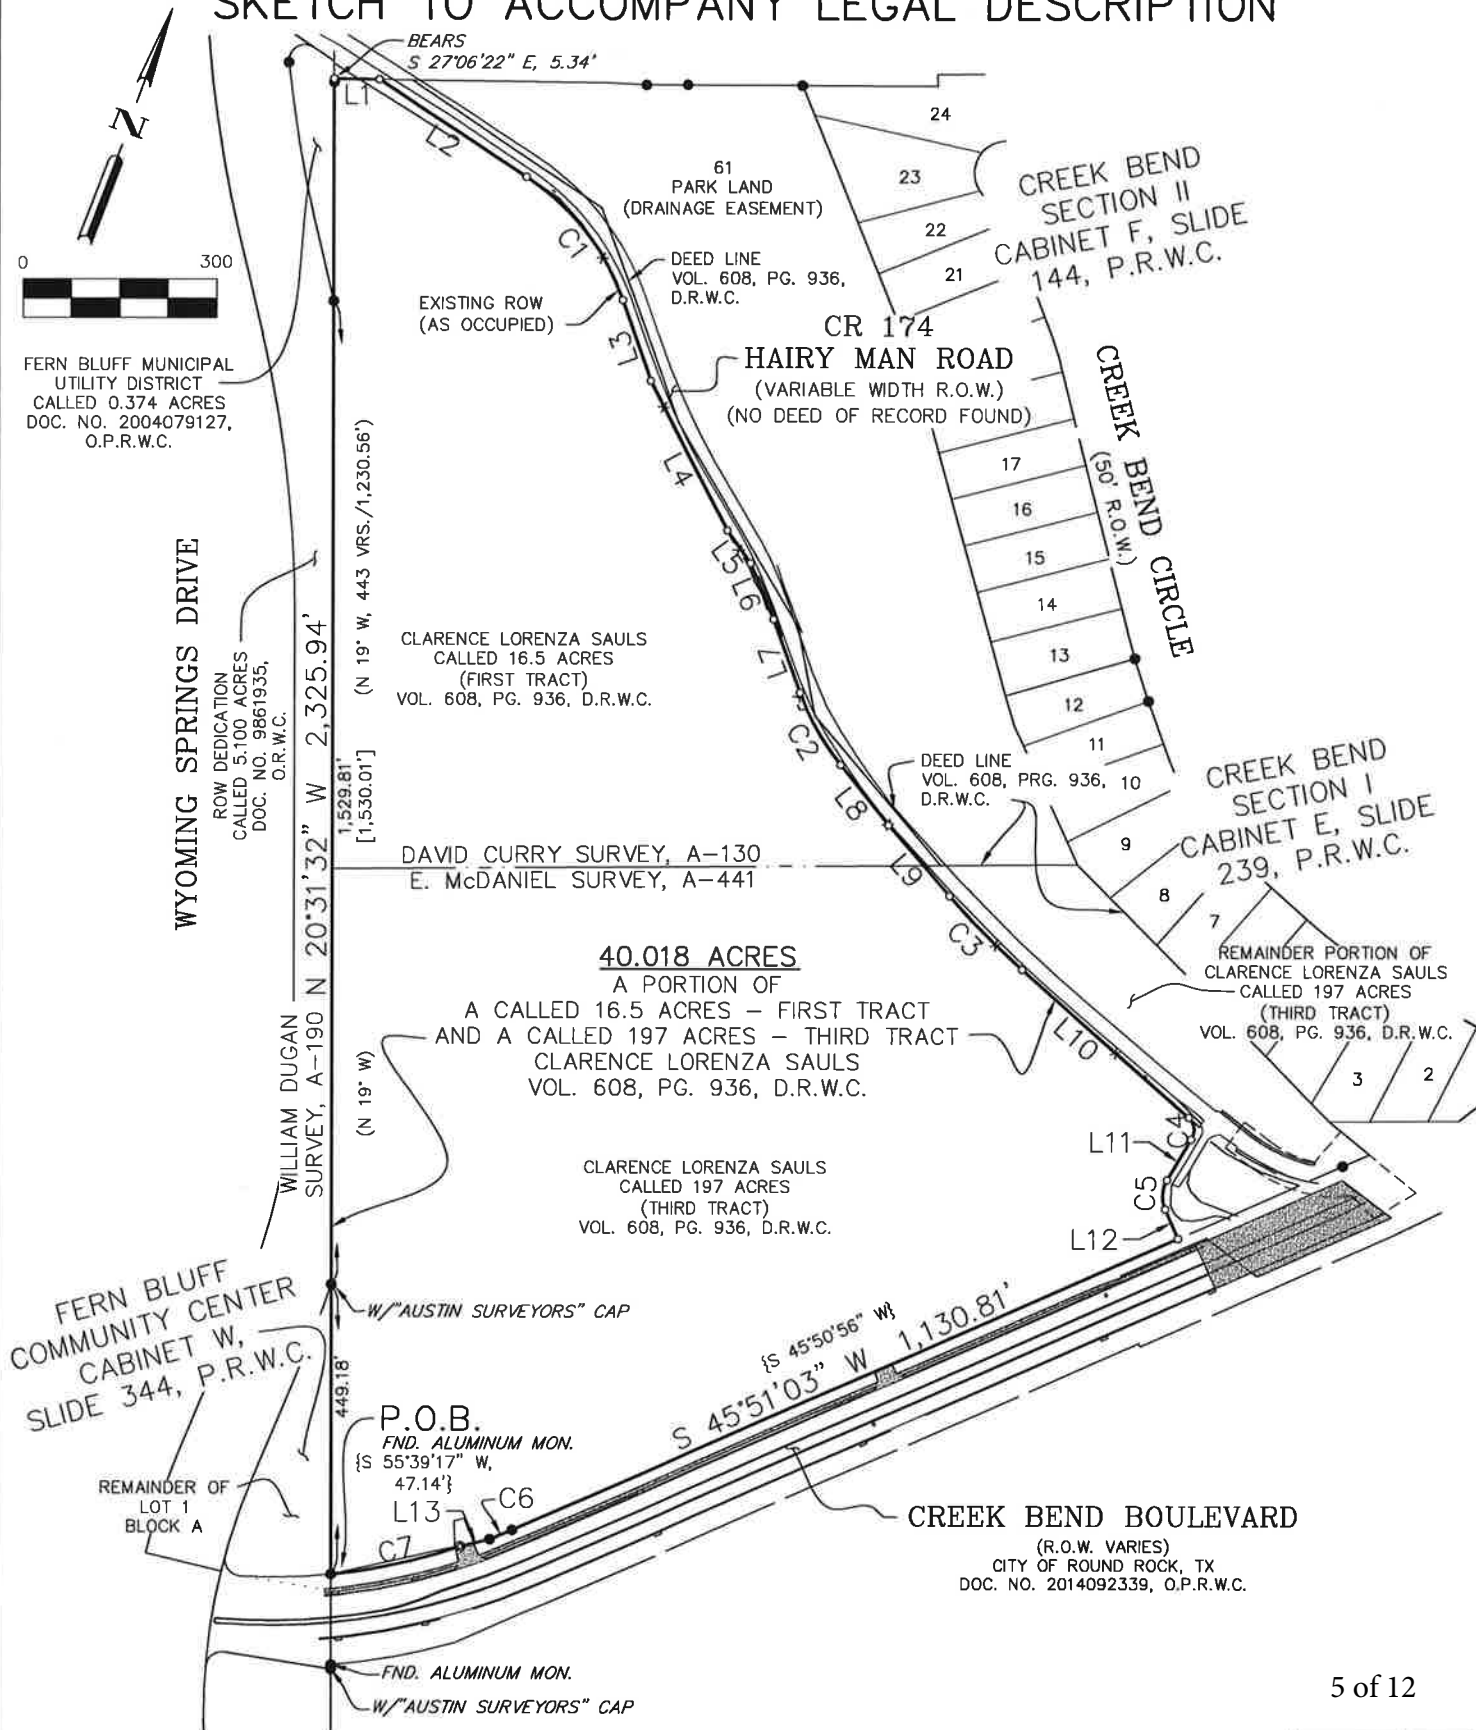 SKETCH TO ACCOMPANY LEGAL DESCRIPTION
BEARS
S 27°06'22" E, 5.34'
N
0 300
L1
L2
C1
L3
L4
L5
L6
L7
C2
L8
L9
C3
L10
C4
L11
C5
L12
61
PARK LAND
(DRAINAGE EASEMENT)
DEED LINE
VOL. 608, PG. 936,
D.R.W.C.
EXISTING ROW
(AS OCCUPIED)
CR 174
HAIRY MAN ROAD
(VARIABLE WIDTH R.O.W.)
(NO DEED OF RECORD FOUND)
24
23
22
21
CREEK BEND
SECTION II
CABINET F, SLIDE
144, P.R.W.C.
CREEK BEND CIRCLE
(50' R.O.W.)
17
16
15
14
13
12
11
10
9
8
7
3
2
FERN BLUFF MUNICIPAL
UTILITY DISTRICT
CALLED 0.374 ACRES
DOC. NO. 2004079127,
O.P.R.W.C.
WYOMING SPRINGS DRIVE
ROW DEDICATION
CALLED 5.100 ACRES
DOC. NO. 9861935,
O.R.W.C.
N 20°31'32" W 2,325.94'
(N 19° W, 443 VRS./1,230.56')
1,529.81'
[1,530.01']
CLARENCE LORENZA SAULS
CALLED 16.5 ACRES
(FIRST TRACT)
VOL. 608, PG. 936, D.R.W.C.
DEED LINE
VOL. 608, PRG. 936,
D.R.W.C.
CREEK BEND
SECTION I
CABINET E, SLIDE
239, P.R.W.C.
DAVID CURRY SURVEY, A-130
E. McDANIEL SURVEY, A-441
40.018 ACRES
A PORTION OF
A CALLED 16.5 ACRES - FIRST TRACT
AND A CALLED 197 ACRES - THIRD TRACT
CLARENCE LORENZA SAULS
VOL. 608, PG. 936, D.R.W.C.
REMAINDER PORTION OF
CLARENCE LORENZA SAULS
CALLED 197 ACRES
(THIRD TRACT)
VOL. 608, PG. 936, D.R.W.C.
WILLIAM DUGAN
SURVEY, A-190
(N 19° W)
CLARENCE LORENZA SAULS
CALLED 197 ACRES
(THIRD TRACT)
VOL. 608, PG. 936, D.R.W.C.
FERN BLUFF
COMMUNITY CENTER
CABINET W,
SLIDE 344, P.R.W.C.
W/"AUSTIN SURVEYORS" CAP
449.18'
{S 45°50'56" W}
S 45°51'03" W 1,130.81'
P.O.B.
FND. ALUMINUM MON.
{S 55°39'17" W,
47.14'}
L13
C6
C7
REMAINDER OF
LOT 1
BLOCK A
CREEK BEND BOULEVARD
(R.O.W. VARIES)
CITY OF ROUND ROCK, TX
DOC. NO. 2014092339, O.P.R.W.C.
FND. ALUMINUM MON.
W/"AUSTIN SURVEYORS" CAP
5 of 12